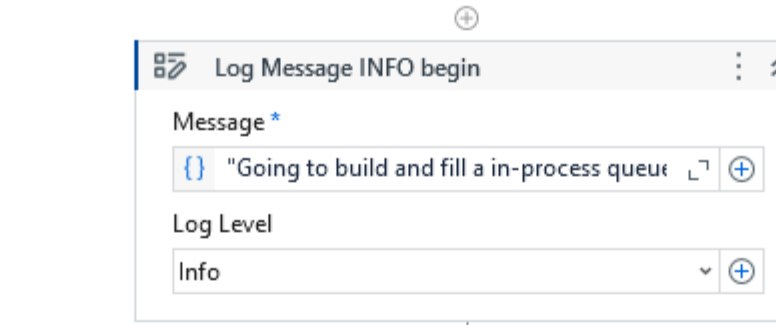 Log Message INFO begin
Message *
{} "Going to build and fill a in-process queue
Log Level
Info